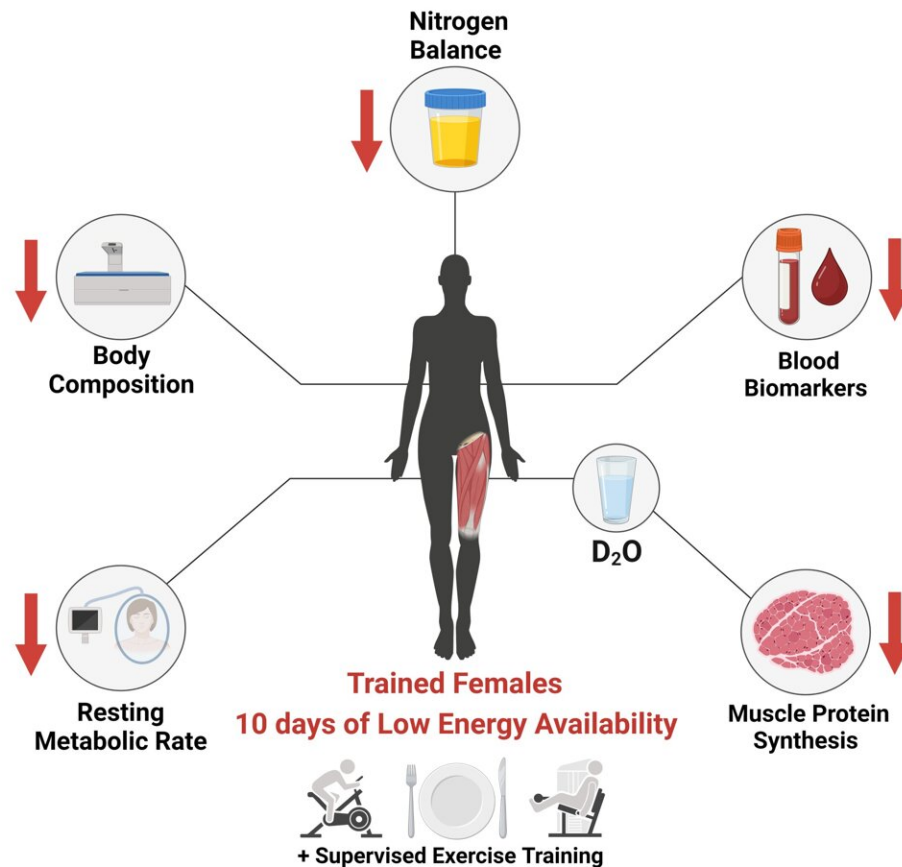 Nitrogen
Balance
Body
Composition
Blood
Biomarkers
D₂O
Resting
Metabolic Rate
Muscle Protein
Synthesis
Trained Females
10 days of Low Energy Availability
+ Supervised Exercise Training